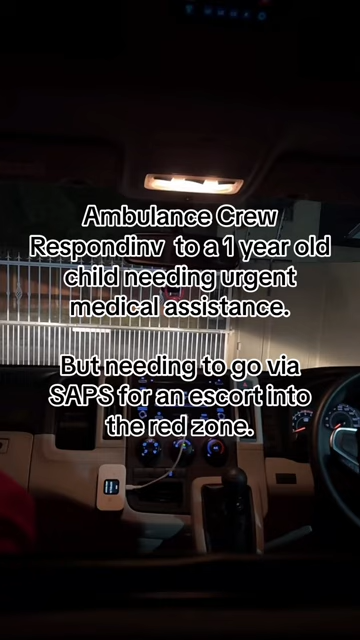 Ambulance Crew
Respondinv to a 1 year old
child needing urgent
medical assistance.
But needing to go via
SAPS for an escort into
the red zone.